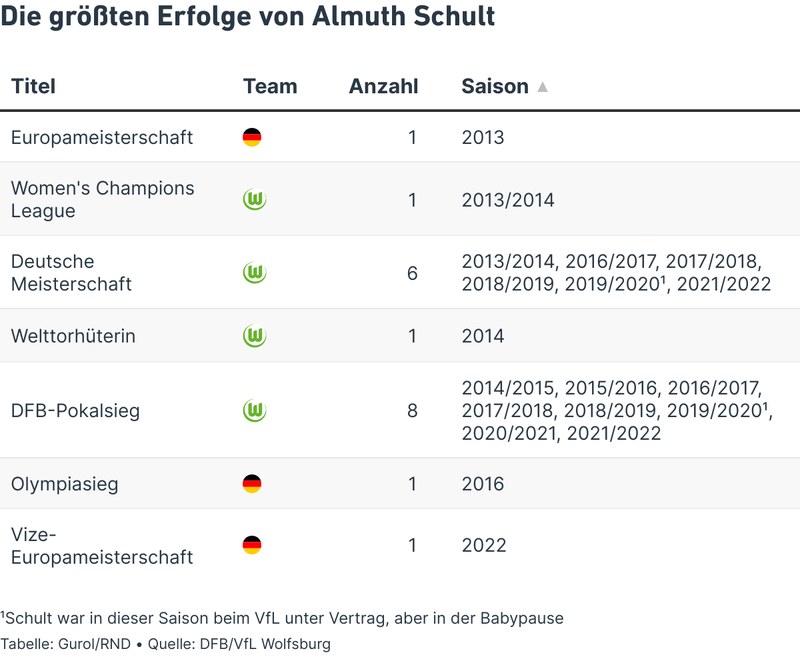 Die größten Erfolge von Almuth Schult
Titel Team Anzahl Saison ▲
Europameisterschaft 1 2013
Women's Champions
League W 1 2013/2014
Deutsche
Meisterschaft W 6 2013/2014, 2016/2017, 2017/2018,
2018/2019, 2019/2020¹, 2021/2022
Welttorhüterin W 1 2014
DFB-Pokalsieg W 8 2014/2015, 2015/2016, 2016/2017,
2017/2018, 2018/2019, 2019/2020¹,
2020/2021, 2021/2022
Olympiasieg 1 2016
Vize-
Europameisterschaft 1 2022
¹Schult war in dieser Saison beim VfL unter Vertrag, aber in der Babypause
Tabelle: Gurol/RND • Quelle: DFB/VfL Wolfsburg